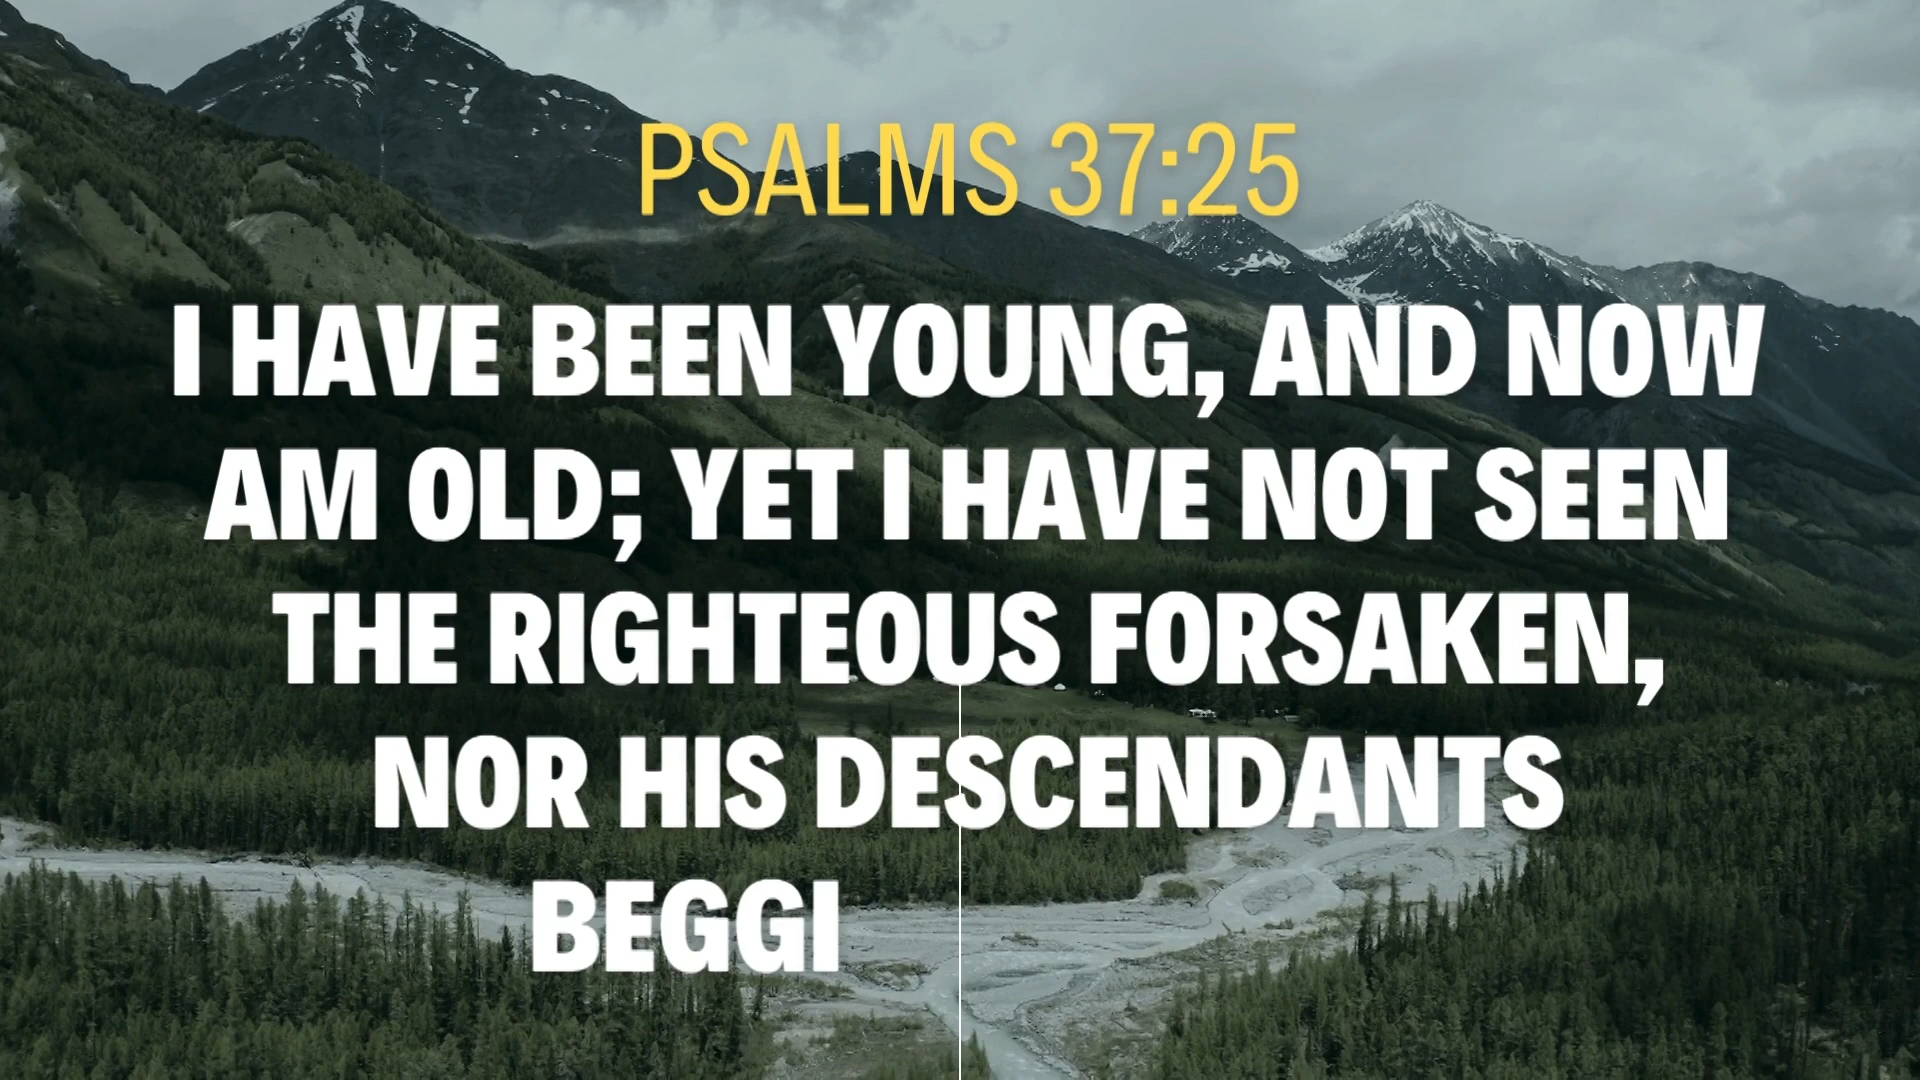 PSALMS 37:25
I HAVE BEEN YOUNG, AND NOW
AM OLD; YET I HAVE NOT SEEN
THE RIGHTEOUS FORSAKEN,
NOR HIS DESCENDANTS
BEGGI